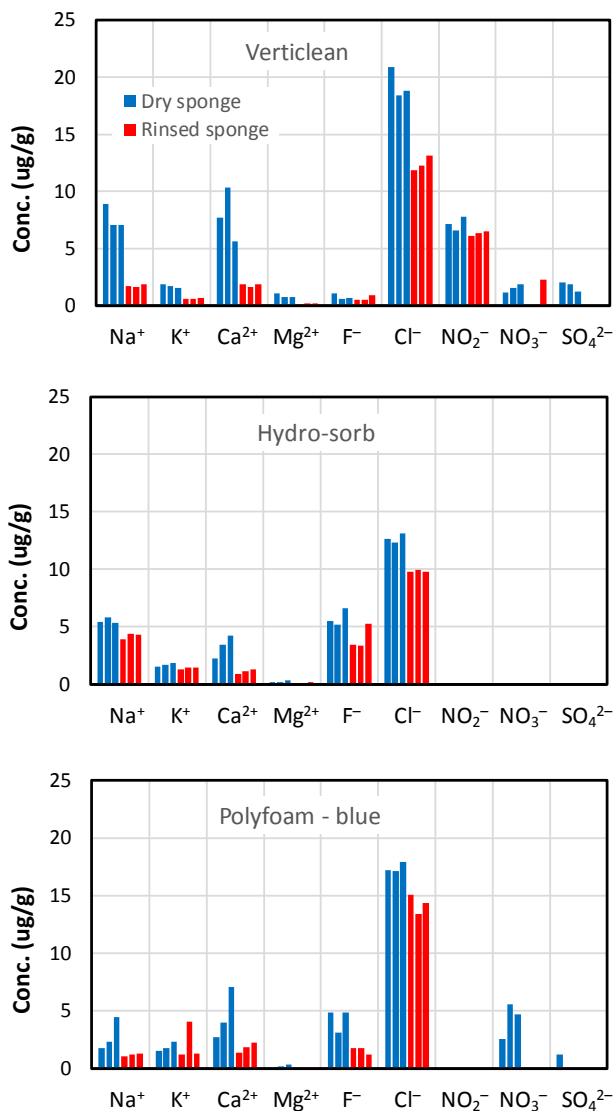 Verticlean
Dry sponge
Rinsed sponge
Conc. (ug/g)
25
20
15
10
5
0
Na⁺ K⁺ Ca²⁺ Mg²⁺ F⁻ Cl⁻ NO₂⁻ NO₃⁻ SO₄²⁻
Hydro-sorb
Conc. (ug/g)
25
20
15
10
5
0
Na⁺ K⁺ Ca²⁺ Mg²⁺ F⁻ Cl⁻ NO₂⁻ NO₃⁻ SO₄²⁻
Polyfoam - blue
Conc. (ug/g)
25
20
15
10
5
0
Na⁺ K⁺ Ca²⁺ Mg²⁺ F⁻ Cl⁻ NO₂⁻ NO₃⁻ SO₄²⁻